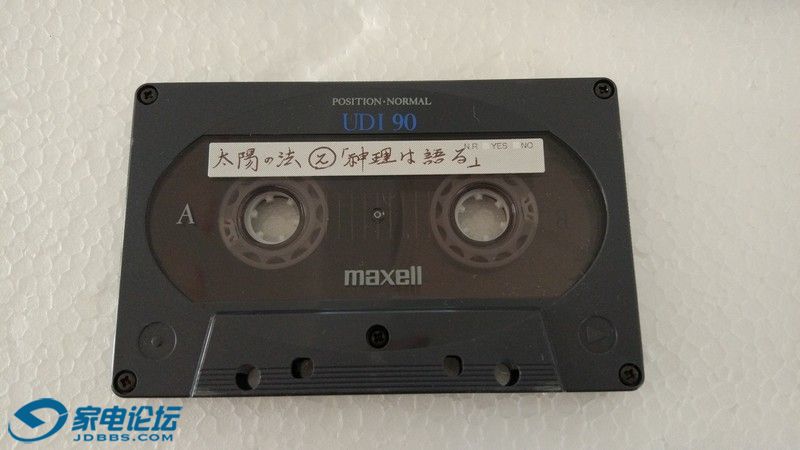 POSITION·NORMAL
UDI 90
N.R YES NO
太陽の法 元 「神理は語る」
A
maxell
家电论坛
JDBBS.COM